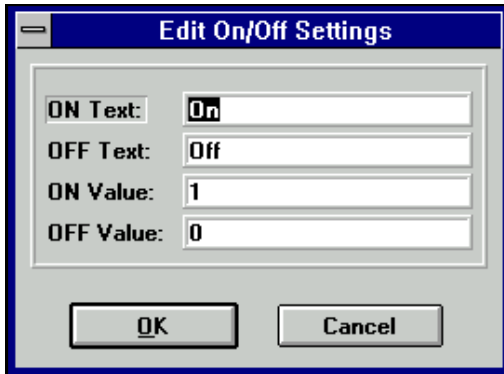 Edit On/Off Settings
ON Text: On
OFF Text: Off
ON Value: 1
OFF Value: 0
OK Cancel